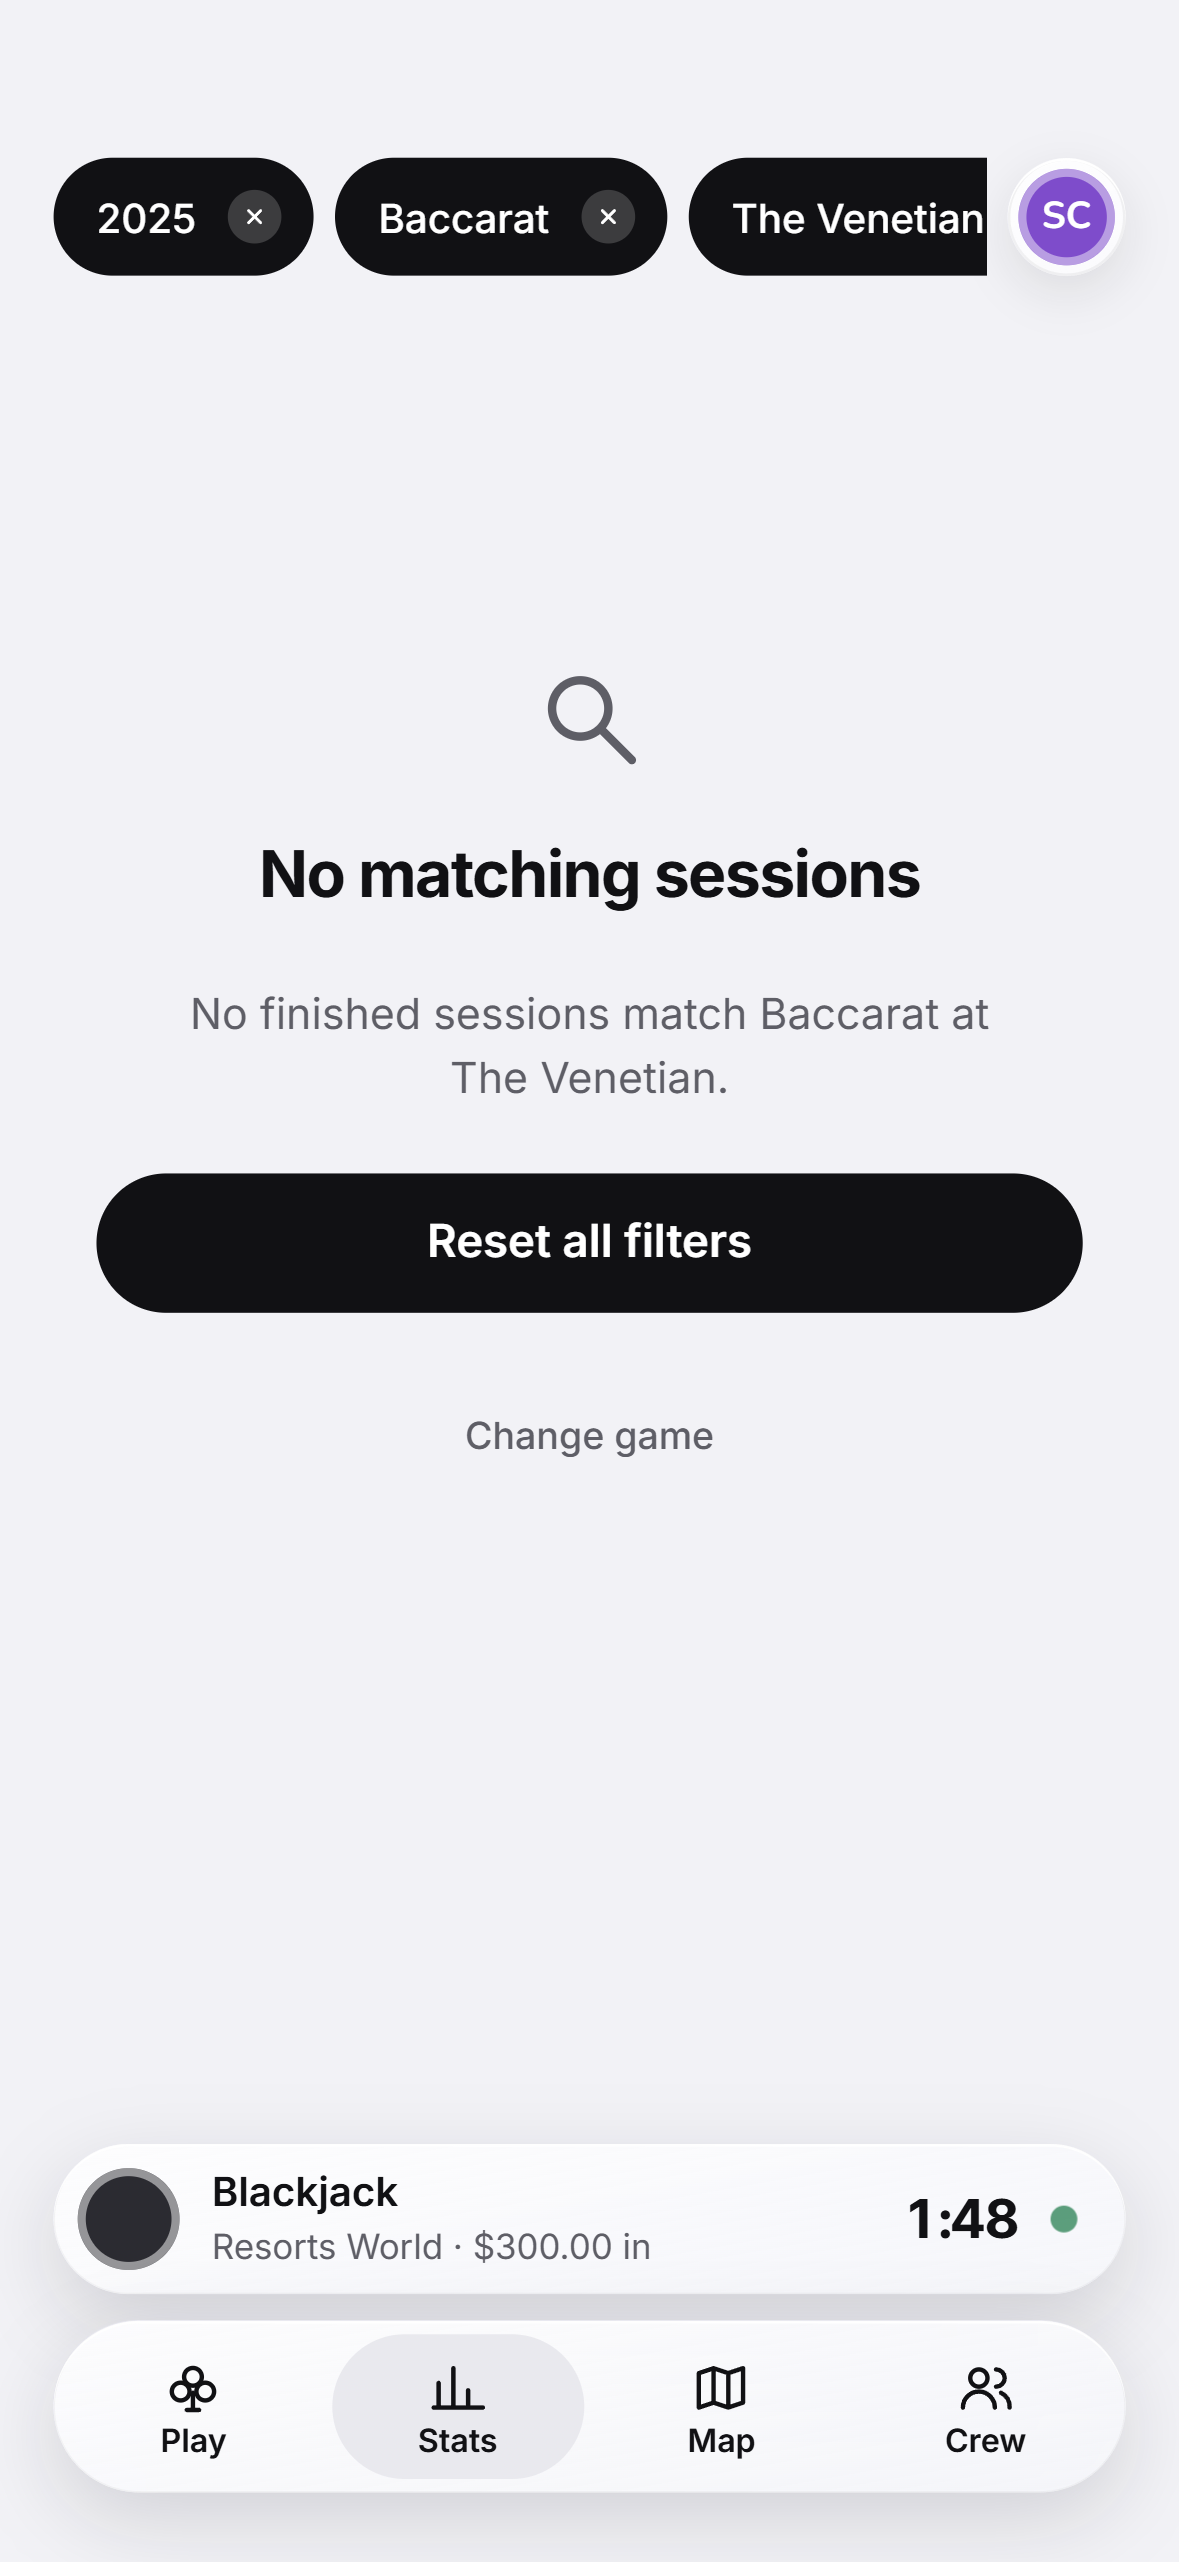 2025
Baccarat
The Venetian
SC
No matching sessions
No finished sessions match Baccarat at
The Venetian.
Reset all filters
Change game
Blackjack
Resorts World · $300.00 in
1:48
Play
Stats
Map
Crew